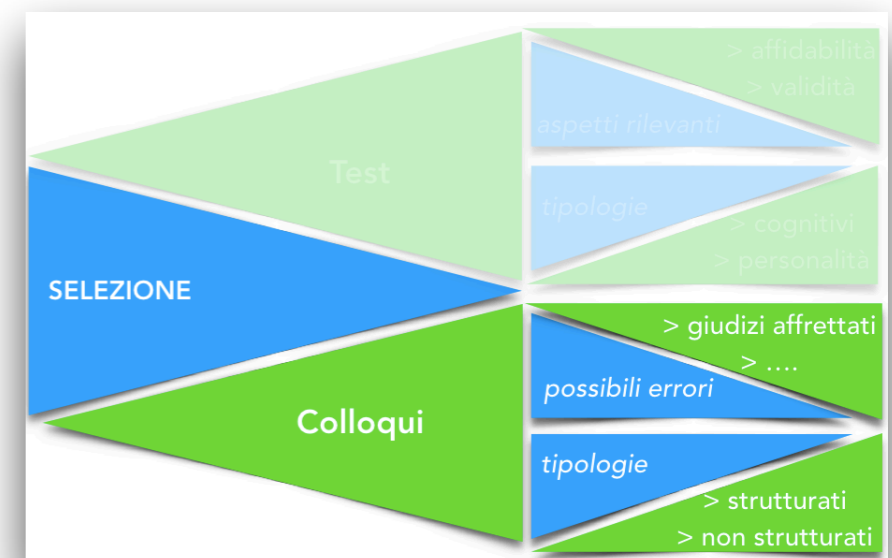 > affidabilità
> validità
aspetti rilevanti
Test
tipologie
> cognitivi
> personalità
SELEZIONE
> giudizi affrettati
> ....
possibili errori
Colloqui
tipologie
> strutturati
> non strutturati